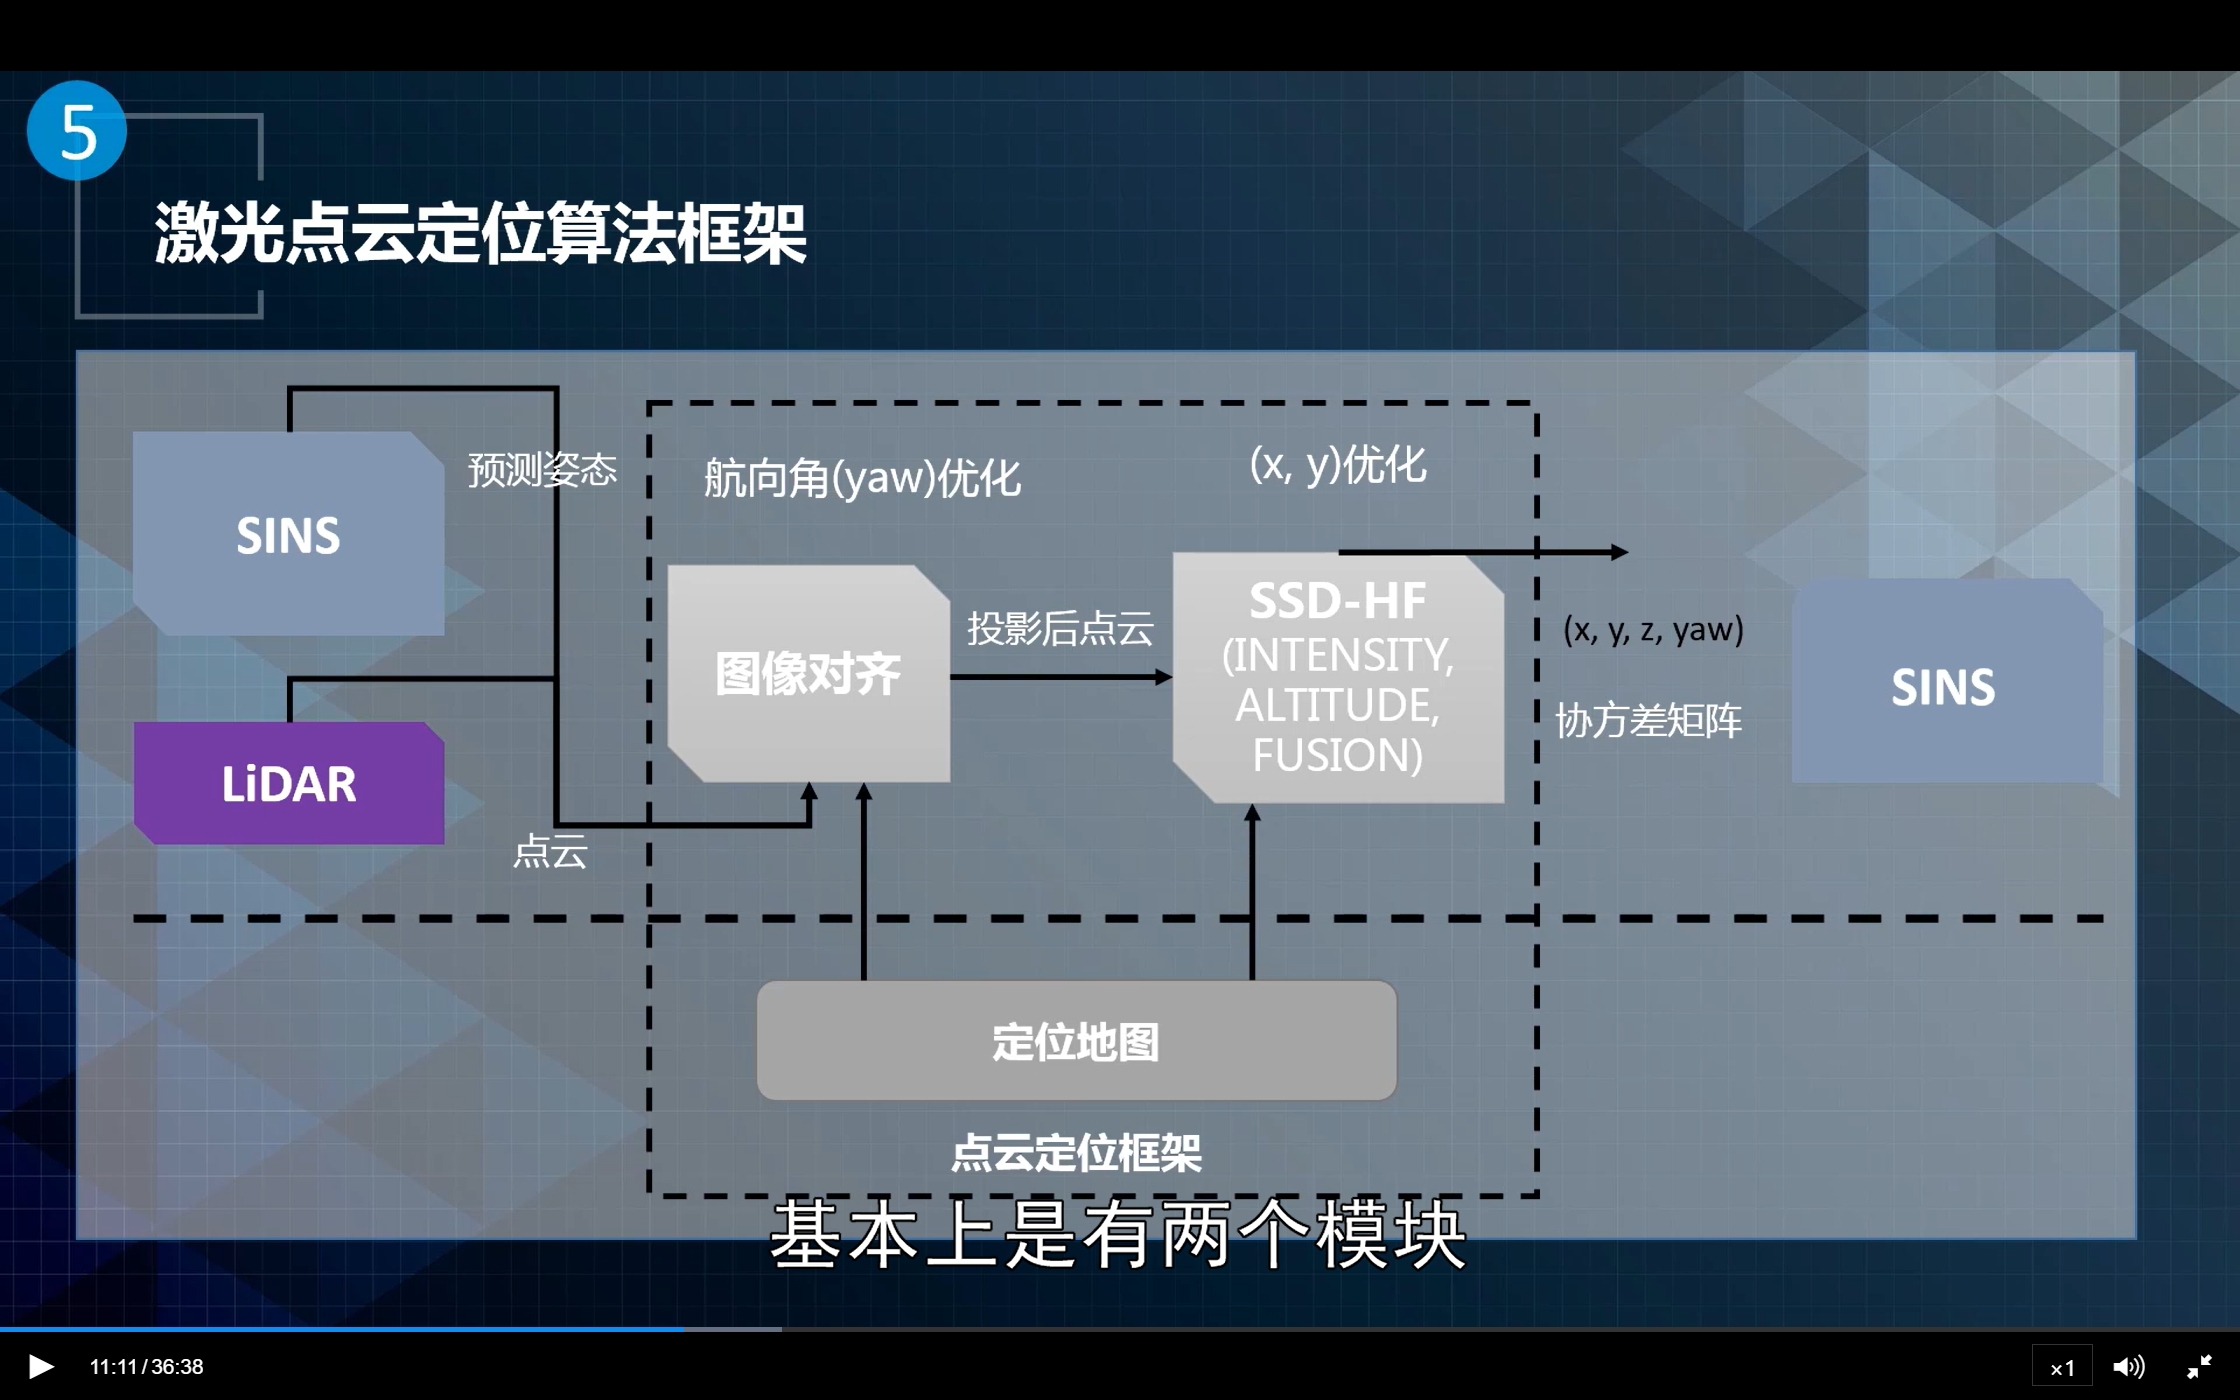 5
激光点云定位算法框架
SINS
预测姿态
航向角(yaw)优化
(x, y)优化
LiDAR
点云
图像对齐
投影后点云
SSD-HF
(INTENSITY,
ALTITUDE,
FUSION)
(x, y, z, yaw)
协方差矩阵
SINS
定位地图
点云定位框架
基本上是有两个模块
11:11/36:38
×1